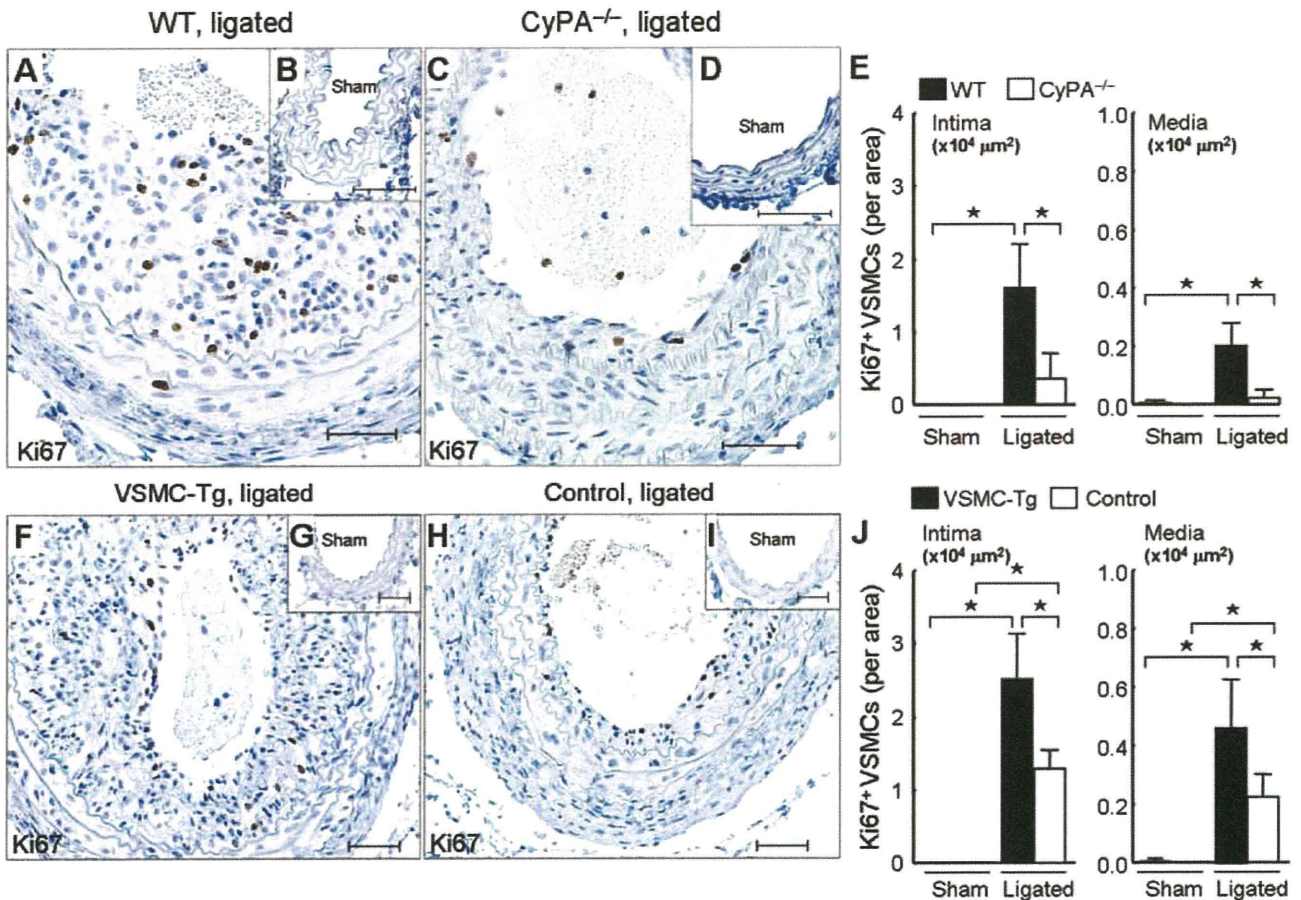 WT, ligated
CyPA–/–, ligated
A
B
Sham
C
D
Sham
Ki67
Ki67
E
WT
CyPA–/–
Ki67+ VSMCs (per area)
Intima
(x10⁴ μm²)
4
3
2
1
0
Sham
Ligated
Media
(x10⁴ μm²)
1.0
0.8
0.6
0.4
0.2
0.0
Sham
Ligated
★
★
★
★
VSMC-Tg, ligated
Control, ligated
F
G
Sham
H
I
Sham
Ki67
Ki67
J
VSMC-Tg
Control
Ki67+ VSMCs (per area)
Intima
(x10⁴ μm²)
4
3
2
1
0
Sham
Ligated
Media
(x10⁴ μm²)
1.0
0.8
0.6
0.4
0.2
0.0
Sham
Ligated
★
★
★
★
★
★